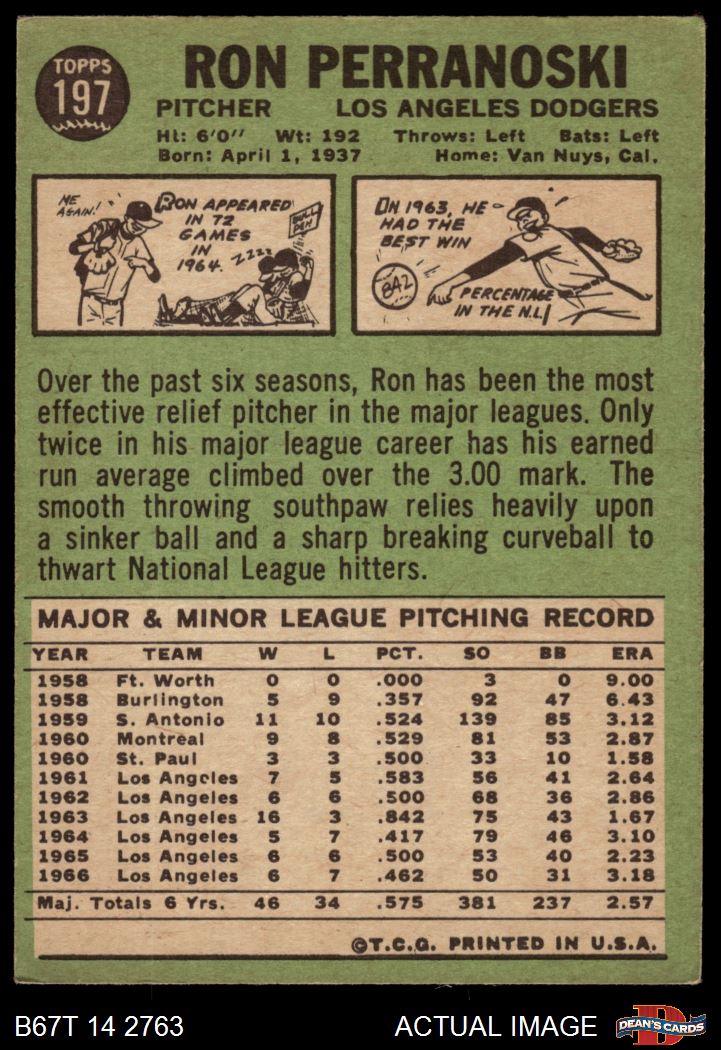 TOPPS
197
RON PERRANOSKI
PITCHER LOS ANGELES DODGERS
Ht: 6'0" Wt: 192 Throws: Left Bats: Left
Born: April 1, 1937 Home: Van Nuys, Cal.
ME AGAIN!
RON APPEARED
IN 72
GAMES
IN
1964.
ZZZZ
BULL
PEN
IN 1963, HE
HAD THE
BEST WIN
.842
PERCENTAGE
IN THE N.L.
Over the past six seasons, Ron has been the most
effective relief pitcher in the major leagues. Only
twice in his major league career has his earned
run average climbed over the 3.00 mark. The
smooth throwing southpaw relies heavily upon
a sinker ball and a sharp breaking curveball to
thwart National League hitters.
MAJOR & MINOR LEAGUE PITCHING RECORD
YEAR TEAM W L PCT. SO BB ERA
1958 Ft. Worth 0 0 .000 3 0 9.00
1958 Burlington 5 9 .357 92 47 6.43
1959 S. Antonio 11 10 .524 139 85 3.12
1960 Montreal 9 8 .529 81 53 2.87
1960 St. Paul 3 3 .500 33 10 1.58
1961 Los Angeles 7 5 .583 56 41 2.64
1962 Los Angeles 6 6 .500 68 36 2.86
1963 Los Angeles 16 3 .842 75 43 1.67
1964 Los Angeles 5 7 .417 79 46 3.10
1965 Los Angeles 6 6 .500 53 40 2.23
1966 Los Angeles 6 7 .462 50 31 3.18
Maj. Totals 6 Yrs. 46 34 .575 381 237 2.57
©T.C.G. PRINTED IN U.S.A.
B67T 14 2763 ACTUAL IMAGE
D
DEAN'S CARDS